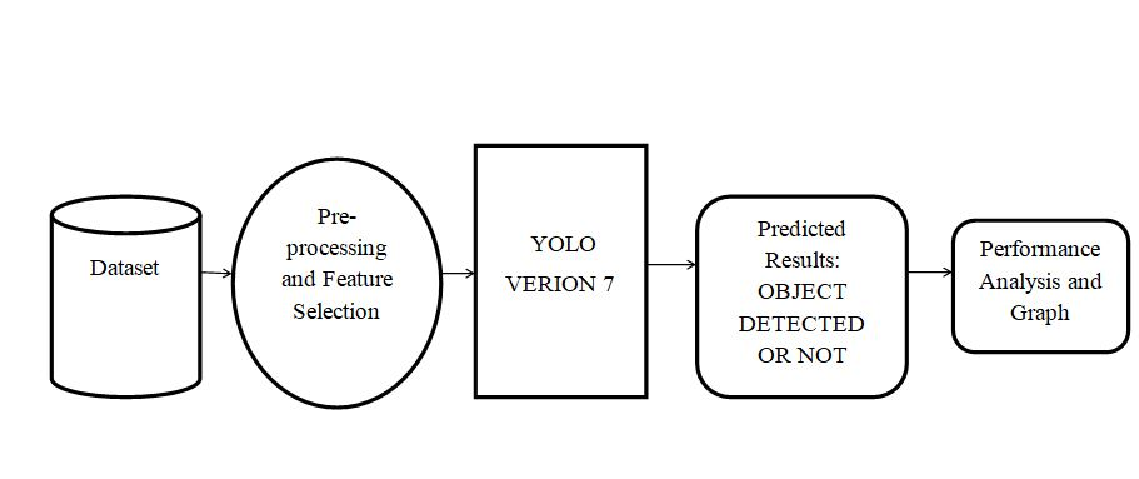 Dataset
Pre-
processing
and Feature
Selection
YOLO
VERION 7
Predicted
Results:
OBJECT
DETECTED
OR NOT
Performance
Analysis and
Graph